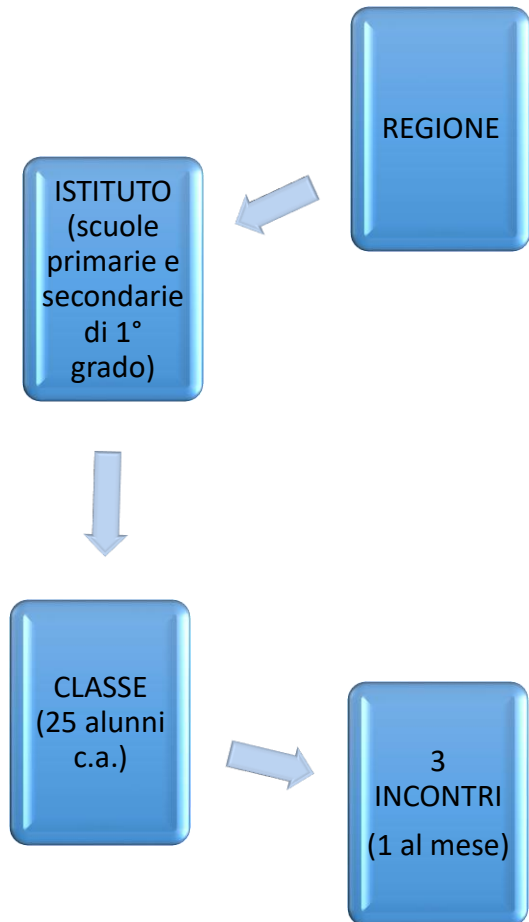 REGIONE
ISTITUTO
(scuole
primarie e
secondarie
di 1°
grado)
CLASSE
(25 alunni
c.a.)
3
INCONTRI
(1 al mese)